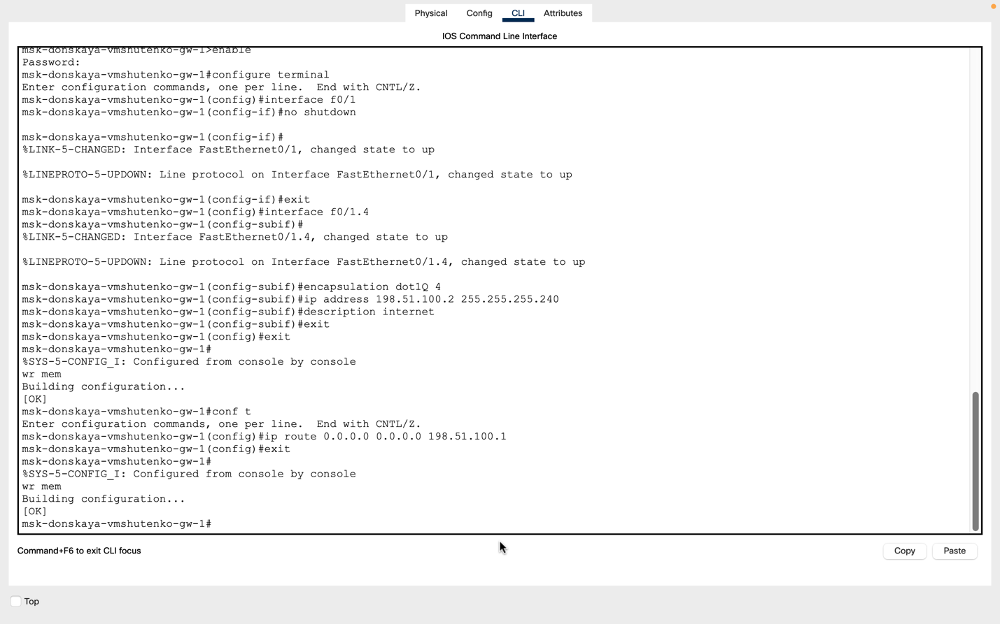 Physical Config CLI Attributes
IOS Command Line Interface
msk-donskaya-vmshutenko-gw-1>enable
Password:
msk-donskaya-vmshutenko-gw-1#configure terminal
Enter configuration commands, one per line.  End with CNTL/Z.
msk-donskaya-vmshutenko-gw-1(config)#interface f0/1
msk-donskaya-vmshutenko-gw-1(config-if)#no shutdown
msk-donskaya-vmshutenko-gw-1(config-if)#
%LINK-5-CHANGED: Interface FastEthernet0/1, changed state to up
%LINEPROTO-5-UPDOWN: Line protocol on Interface FastEthernet0/1, changed state to up
msk-donskaya-vmshutenko-gw-1(config-if)#exit
msk-donskaya-vmshutenko-gw-1(config)#interface f0/1.4
msk-donskaya-vmshutenko-gw-1(config-subif)#
%LINK-5-CHANGED: Interface FastEthernet0/1.4, changed state to up
%LINEPROTO-5-UPDOWN: Line protocol on Interface FastEthernet0/1.4, changed state to up
msk-donskaya-vmshutenko-gw-1(config-subif)#encapsulation dot1Q 4
msk-donskaya-vmshutenko-gw-1(config-subif)#ip address 198.51.100.2 255.255.255.240
msk-donskaya-vmshutenko-gw-1(config-subif)#description internet
msk-donskaya-vmshutenko-gw-1(config-subif)#exit
msk-donskaya-vmshutenko-gw-1(config)#exit
msk-donskaya-vmshutenko-gw-1#
%SYS-5-CONFIG_I: Configured from console by console
wr mem
Building configuration...
[OK]
msk-donskaya-vmshutenko-gw-1#conf t
Enter configuration commands, one per line.  End with CNTL/Z.
msk-donskaya-vmshutenko-gw-1(config)#ip route 0.0.0.0 0.0.0.0 198.51.100.1
msk-donskaya-vmshutenko-gw-1(config)#exit
msk-donskaya-vmshutenko-gw-1#
%SYS-5-CONFIG_I: Configured from console by console
wr mem
Building configuration...
[OK]
msk-donskaya-vmshutenko-gw-1#
Command+F6 to exit CLI focus
Copy Paste
Top